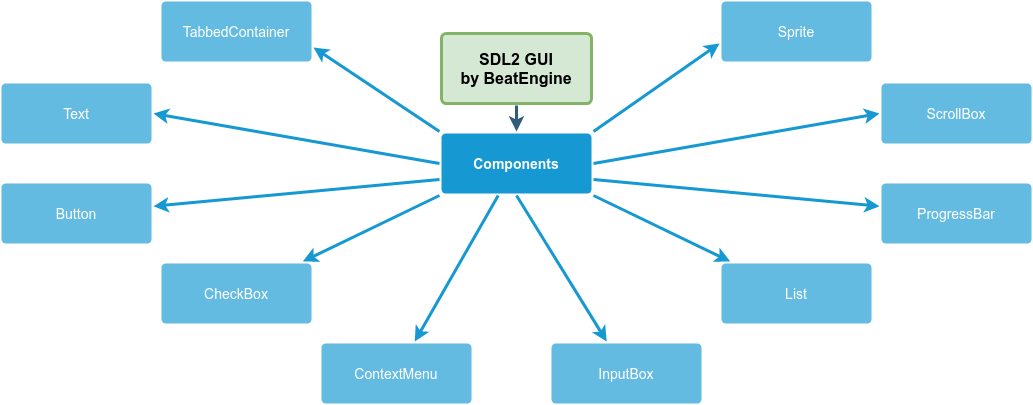 TabbedContainer
SDL2 GUI
by BeatEngine
Sprite
Text
ScrollBox
Components
Button
ProgressBar
CheckBox
List
ContextMenu
InputBox